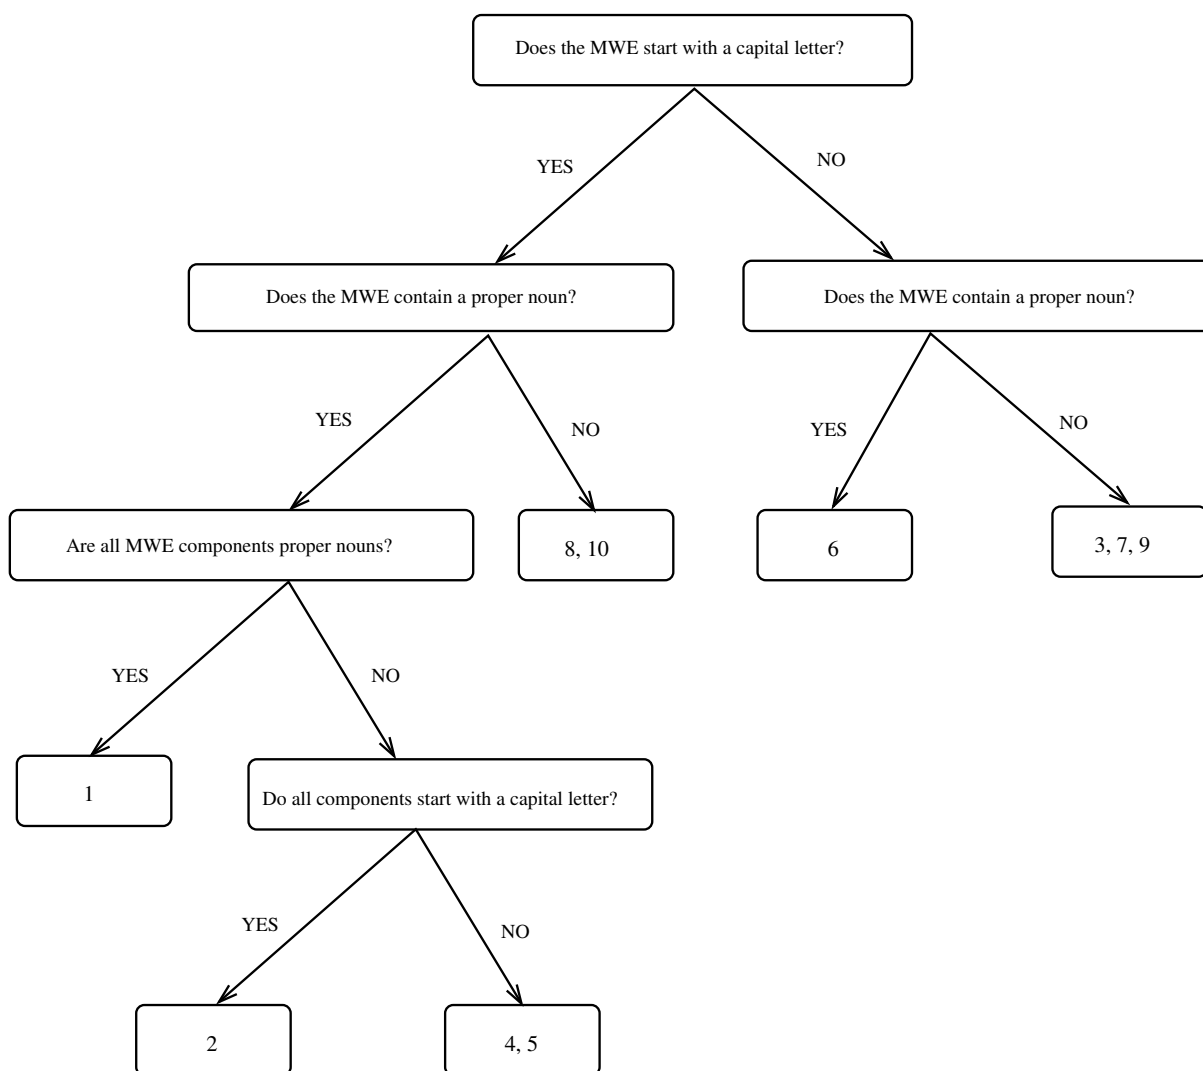 Does the MWE start with a capital letter?
YES
NO
Does the MWE contain a proper noun?
Does the MWE contain a proper noun?
YES
NO
YES
NO
Are all MWE components proper nouns?
8, 10
6
3, 7, 9
YES
NO
1
Do all components start with a capital letter?
YES
NO
2
4, 5